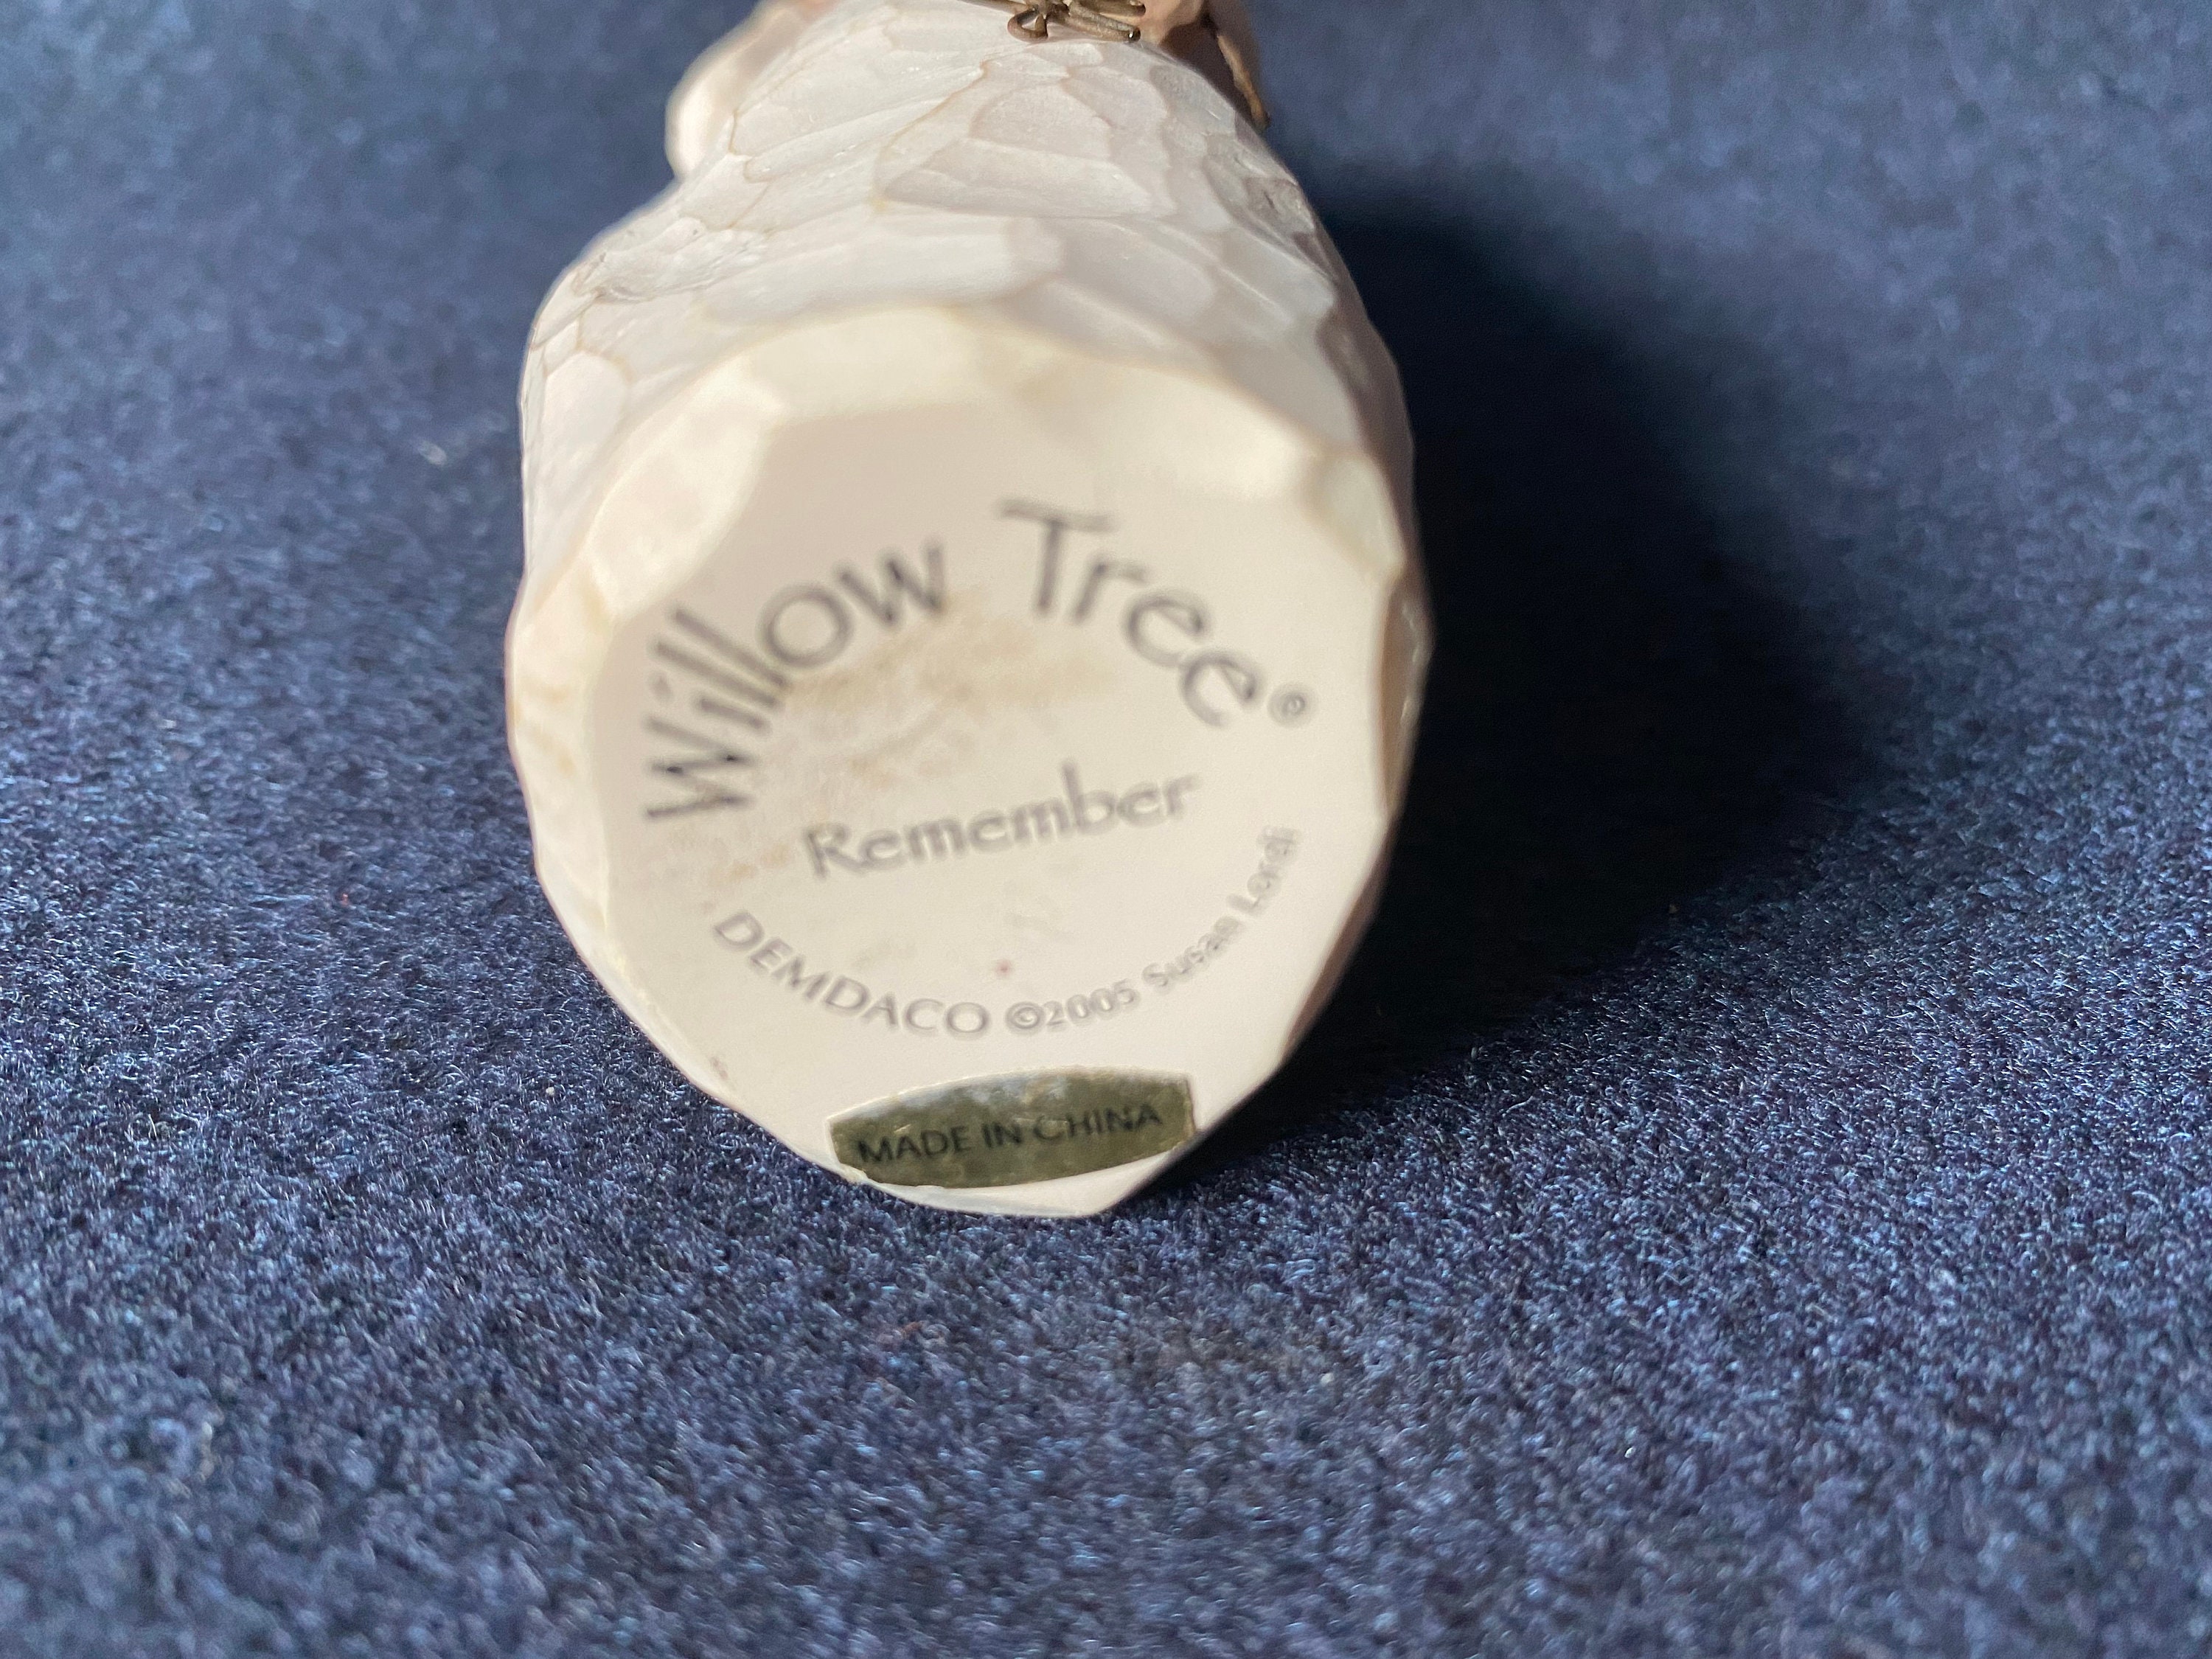 Willow Tree®
Remember
DEMDACO ©2005 Susan Lordi
MADE IN CHINA